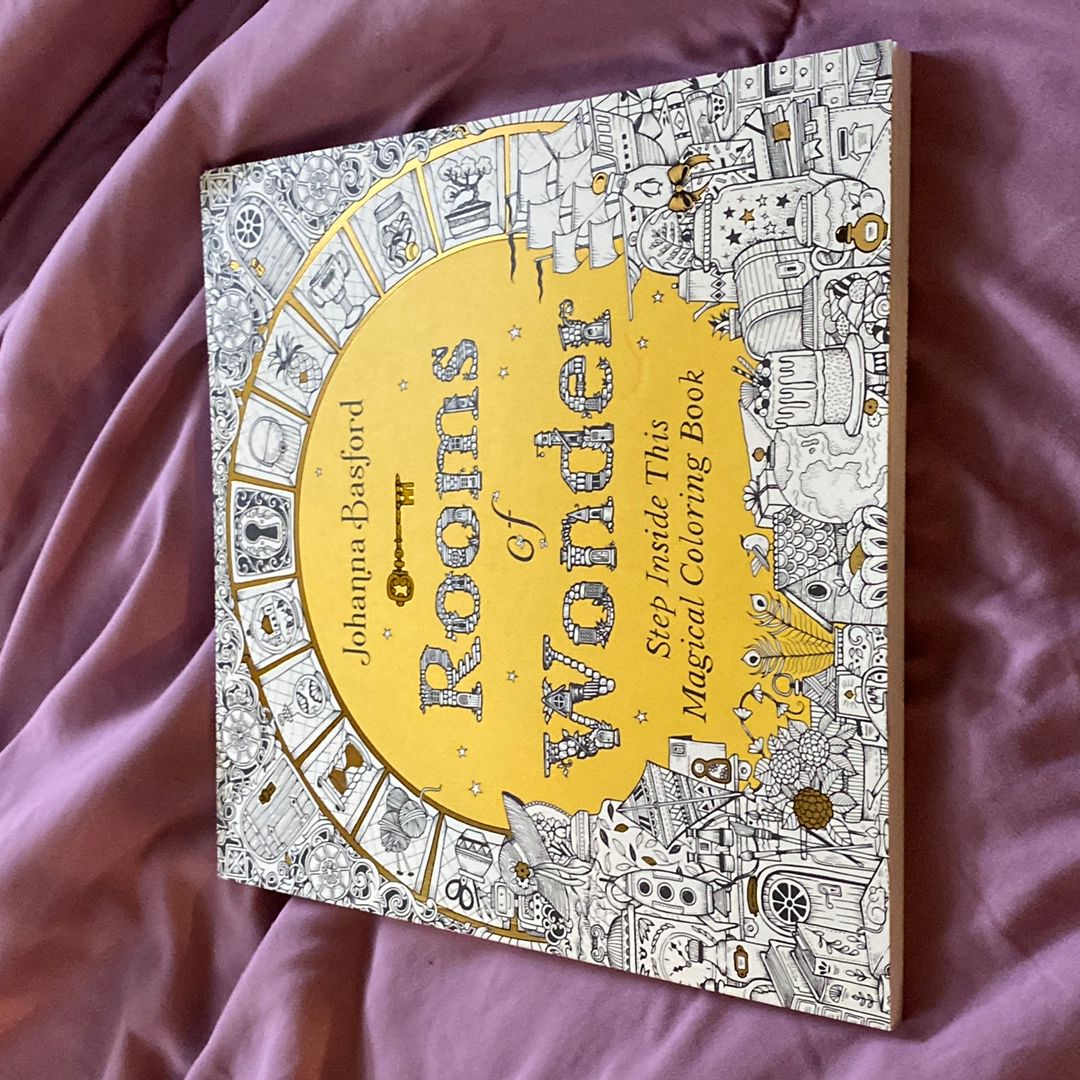 Johanna Basford
Rooms
of
Wonder
Step Inside This
Magical Coloring Book